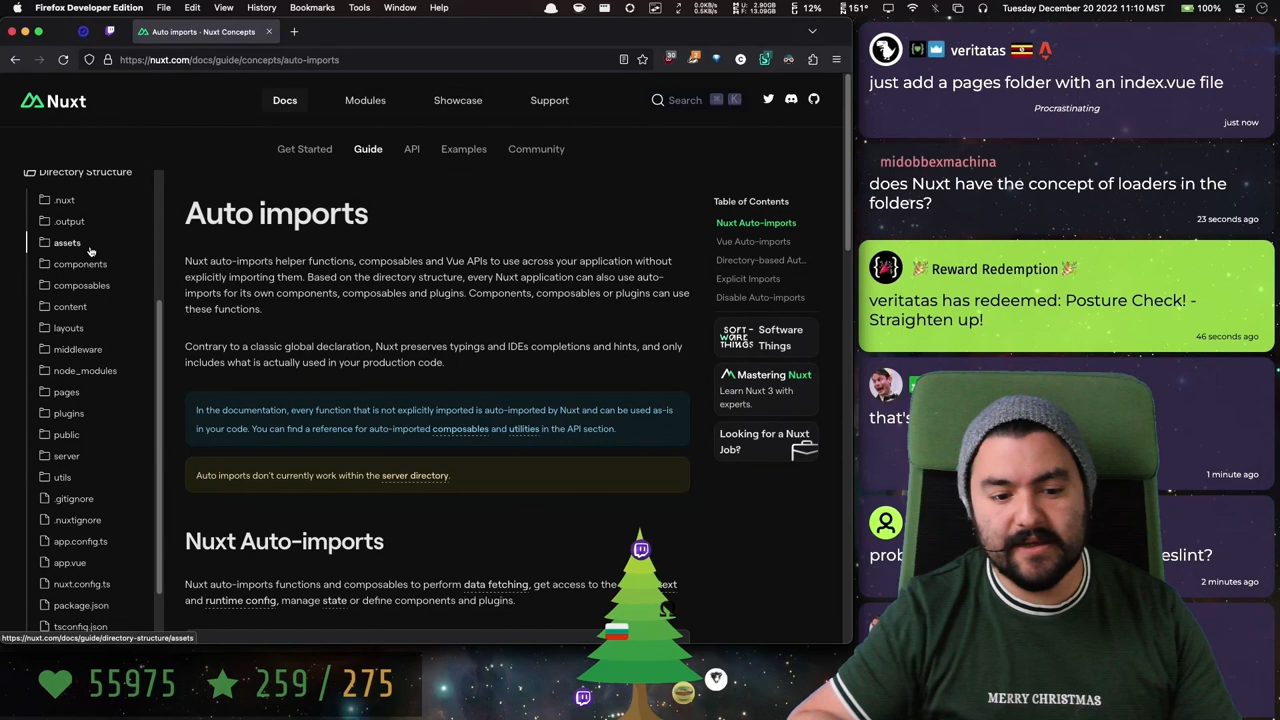 Firefox Developer Edition File Edit View History Bookmarks Tools Window Help
12% 151° Tuesday December 20 2022 11:10 MST 100%
Auto imports · Nuxt Concepts
https://nuxt.com/docs/guide/concepts/auto-imports
Nuxt
Docs Modules Showcase Support Search K
Get Started Guide API Examples Community
Directory Structure
.nuxt
.output
assets
components
composables
content
layouts
middleware
node_modules
pages
plugins
public
server
utils
.gitignore
.nuxtignore
app.config.ts
app.vue
nuxt.config.ts
package.json
tsconfig.json
https://nuxt.com/docs/guide/directory-structure/assets
Auto imports
Nuxt auto-imports helper functions, composables and Vue APIs to use across your application without
explicitly importing them. Based on the directory structure, every Nuxt application can also use auto-
imports for its own components, composables and plugins. Components, composables or plugins can use
these functions.
Contrary to a classic global declaration, Nuxt preserves typings and IDEs completions and hints, and only
includes what is actually used in your production code.
In the documentation, every function that is not explicitly imported is auto-imported by Nuxt and can be used as-is
in your code. You can find a reference for auto-imported composables and utilities in the API section.
Auto imports don't currently work within the server directory.
Nuxt Auto-imports
Nuxt auto-imports functions and composables to perform data fetching, get access to the
and runtime config, manage state or define components and plugins.
Table of Contents
Nuxt Auto-imports
Vue Auto-imports
Directory-based Aut...
Explicit Imports
Disable Auto-imports
SOFT-
WARE
THINGS
Software
Things
Mastering Nuxt
Learn Nuxt 3 with
experts.
Looking for a Nuxt
Job?
veritatas
just add a pages folder with an index.vue file
Procrastinating
just now
midobbexmachina
does Nuxt have the concept of loaders in the
folders?
23 seconds ago
Reward Redemption
veritatas has redeemed: Posture Check! -
Straighten up!
46 seconds ago
that's
1 minute ago
eslint?
2 minutes ago
MERRY CHRISTMAS
55975 259 / 275